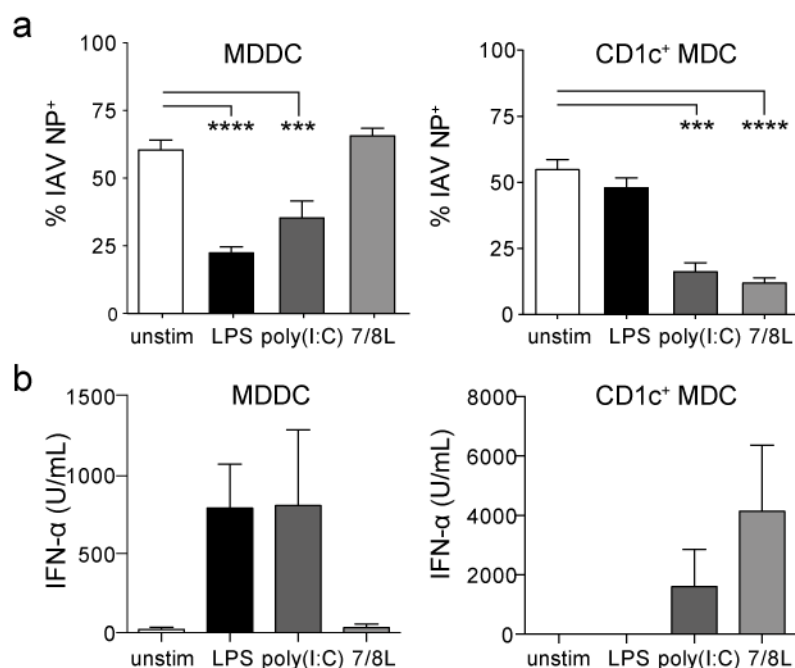 a
MDDC
% IAV NP⁺
100
75
50
25
0
**** ***
unstim LPS poly(I:C) 7/8L
CD1c⁺ MDC
% IAV NP⁺
100
75
50
25
0
*** ****
unstim LPS poly(I:C) 7/8L
b
MDDC
IFN-α (U/mL)
1500
1000
500
0
unstim LPS poly(I:C) 7/8L
CD1c⁺ MDC
IFN-α (U/mL)
8000
6000
4000
2000
0
unstim LPS poly(I:C) 7/8L